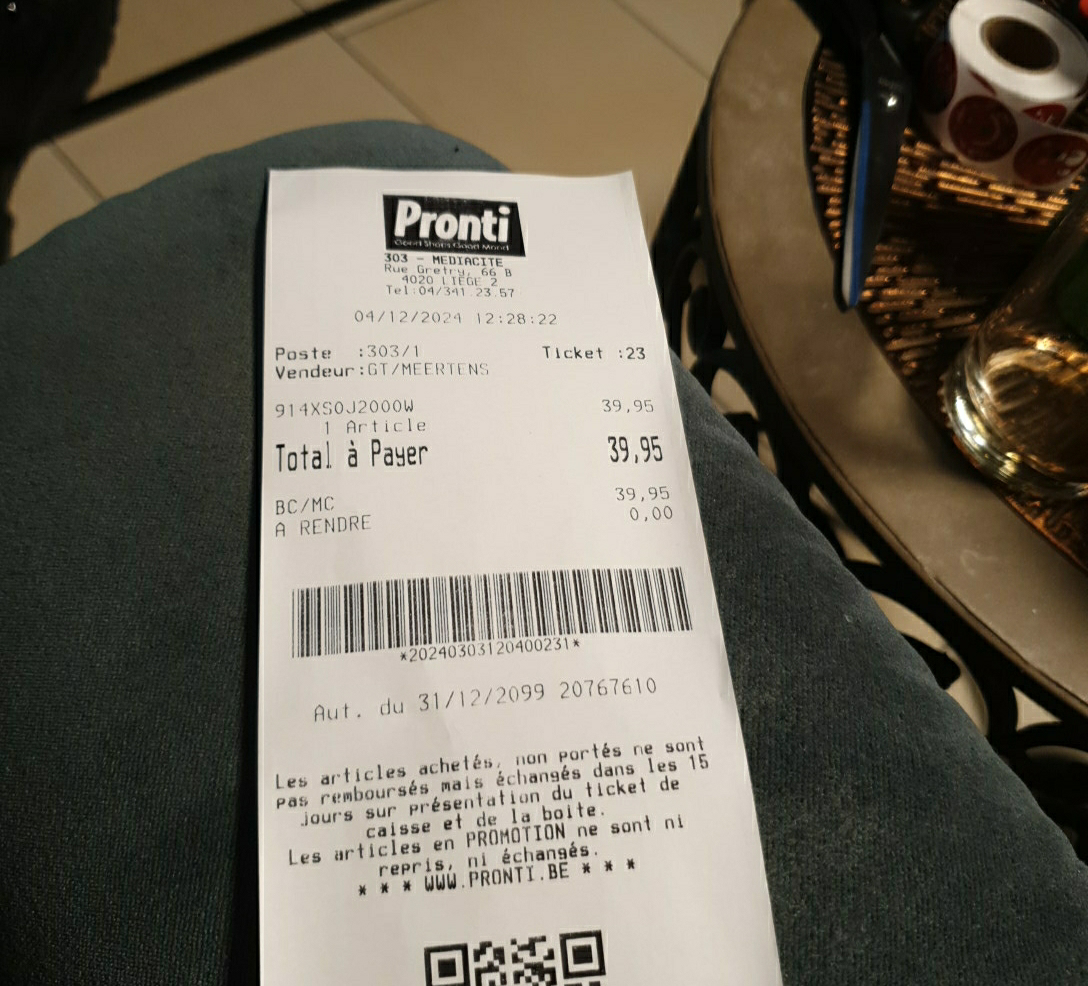 Pronti
Good Shoes Good Mood
303 - MEDIACITE
Rue Gretry, 66 B
4020 LIEGE 2
Tel:04/341.23.57
04/12/2024 12:28:22
Poste :303/1 Ticket :23
Vendeur:GT/MEERTENS
914XS0J2000W 39,95
1 Article
Total à Payer 39,95
BC/MC 39,95
A RENDRE 0,00
*20240303120400231*
Aut. du 31/12/2099 20767610
Les articles achetés, non portés ne sont
pas remboursés mais échangés dans les 15
jours sur présentation du ticket de
caisse et de la boite.
Les articles en PROMOTION ne sont ni
repris, ni échangés.
* * * WWW.PRONTI.BE * * *